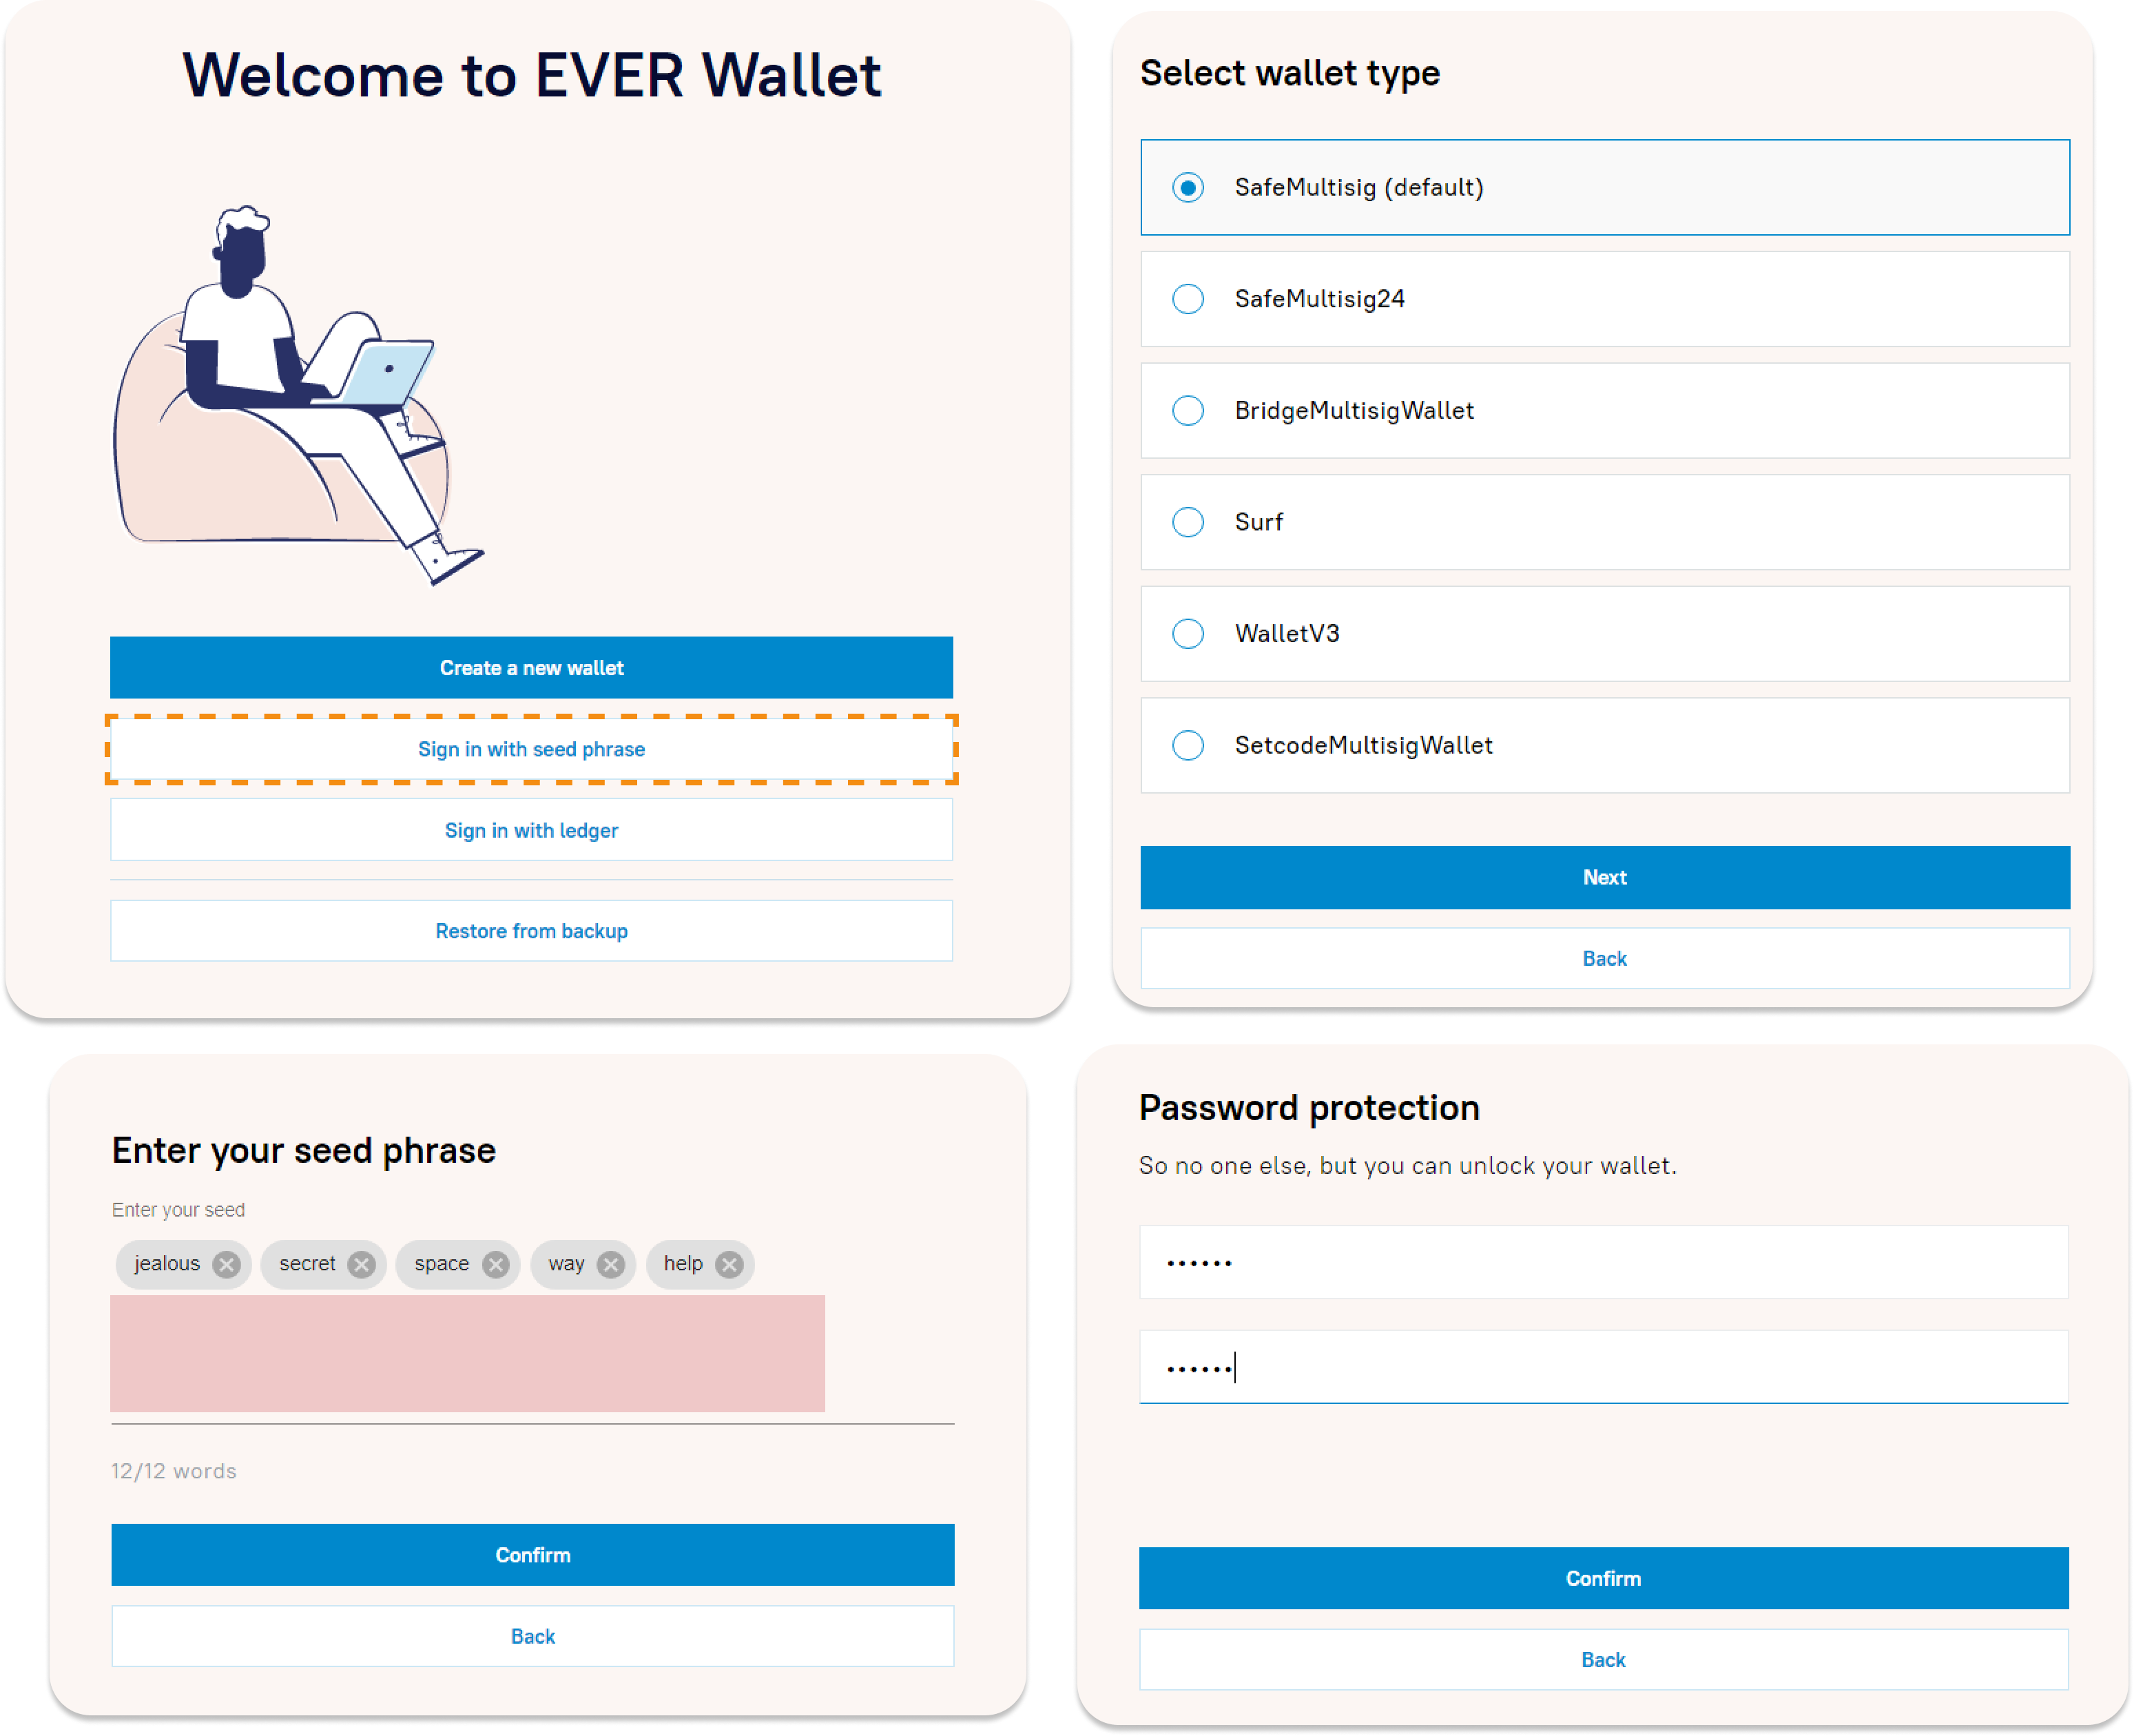 Welcome to EVER Wallet
Create a new wallet
Sign in with seed phrase
Sign in with ledger
Restore from backup
Select wallet type
SafeMultisig (default)
SafeMultisig24
BridgeMultisigWallet
Surf
WalletV3
SetcodeMultisigWallet
Next
Back
Enter your seed phrase
Enter your seed
jealous secret space way help
12/12 words
Confirm
Back
Password protection
So no one else, but you can unlock your wallet.
••••••
••••••
Confirm
Back